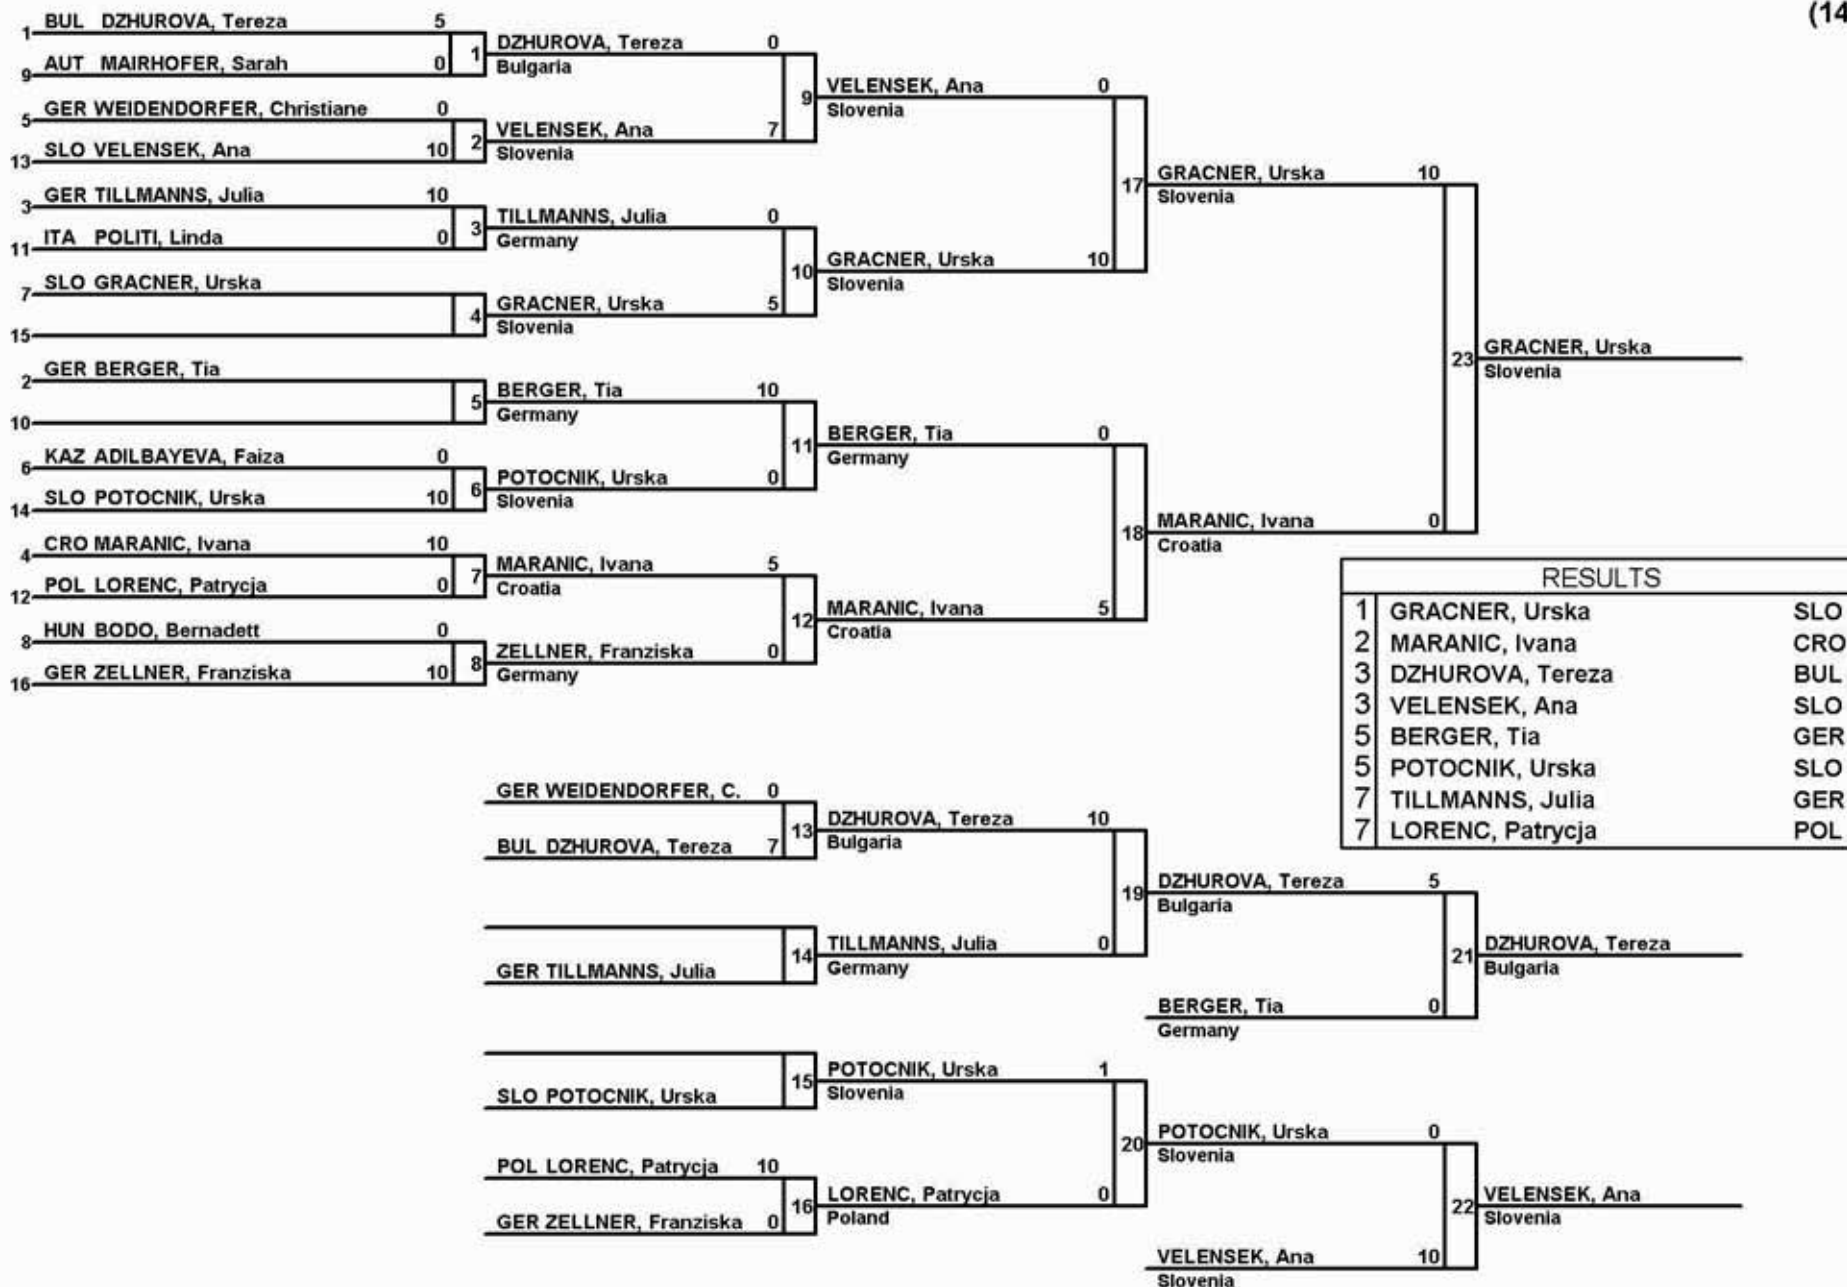 (14
1 BUL DZHUROVA, Tereza 5
9 AUT MAIRHOFER, Sarah 0
1
DZHUROVA, Tereza 0
Bulgaria
5 GER WEIDENDORFER, Christiane 0
13 SLO VELENSEK, Ana 10
2
VELENSEK, Ana 7
Slovenia
9
VELENSEK, Ana 0
Slovenia
3 GER TILLMANNS, Julia 10
11 ITA POLITI, Linda 0
3
TILLMANNS, Julia 0
Germany
7 SLO GRACNER, Urska
15
4
GRACNER, Urska 5
Slovenia
10
GRACNER, Urska 10
Slovenia
17
GRACNER, Urska 10
Slovenia
2 GER BERGER, Tia
10
5
BERGER, Tia 10
Germany
6 KAZ ADILBAYEVA, Faiza 0
14 SLO POTOCNIK, Urska 10
6
POTOCNIK, Urska 0
Slovenia
11
BERGER, Tia 0
Germany
4 CRO MARANIC, Ivana 10
12 POL LORENC, Patrycja 0
7
MARANIC, Ivana 5
Croatia
8 HUN BODO, Bernadett 0
16 GER ZELLNER, Franziska 10
8
ZELLNER, Franziska 0
Germany
12
MARANIC, Ivana 5
Croatia
18
MARANIC, Ivana 0
Croatia
23
GRACNER, Urska
Slovenia
RESULTS
1 GRACNER, Urska SLO
2 MARANIC, Ivana CRO
3 DZHUROVA, Tereza BUL
3 VELENSEK, Ana SLO
5 BERGER, Tia GER
5 POTOCNIK, Urska SLO
7 TILLMANNS, Julia GER
7 LORENC, Patrycja POL
GER WEIDENDORFER, C. 0
BUL DZHUROVA, Tereza 7
13
DZHUROVA, Tereza 10
Bulgaria
GER TILLMANNS, Julia
14
TILLMANNS, Julia 0
Germany
19
DZHUROVA, Tereza 5
Bulgaria
BERGER, Tia 0
Germany
21
DZHUROVA, Tereza
Bulgaria
SLO POTOCNIK, Urska
15
POTOCNIK, Urska 1
Slovenia
POL LORENC, Patrycja 10
GER ZELLNER, Franziska 0
16
LORENC, Patrycja 0
Poland
20
POTOCNIK, Urska 0
Slovenia
VELENSEK, Ana 10
Slovenia
22
VELENSEK, Ana
Slovenia